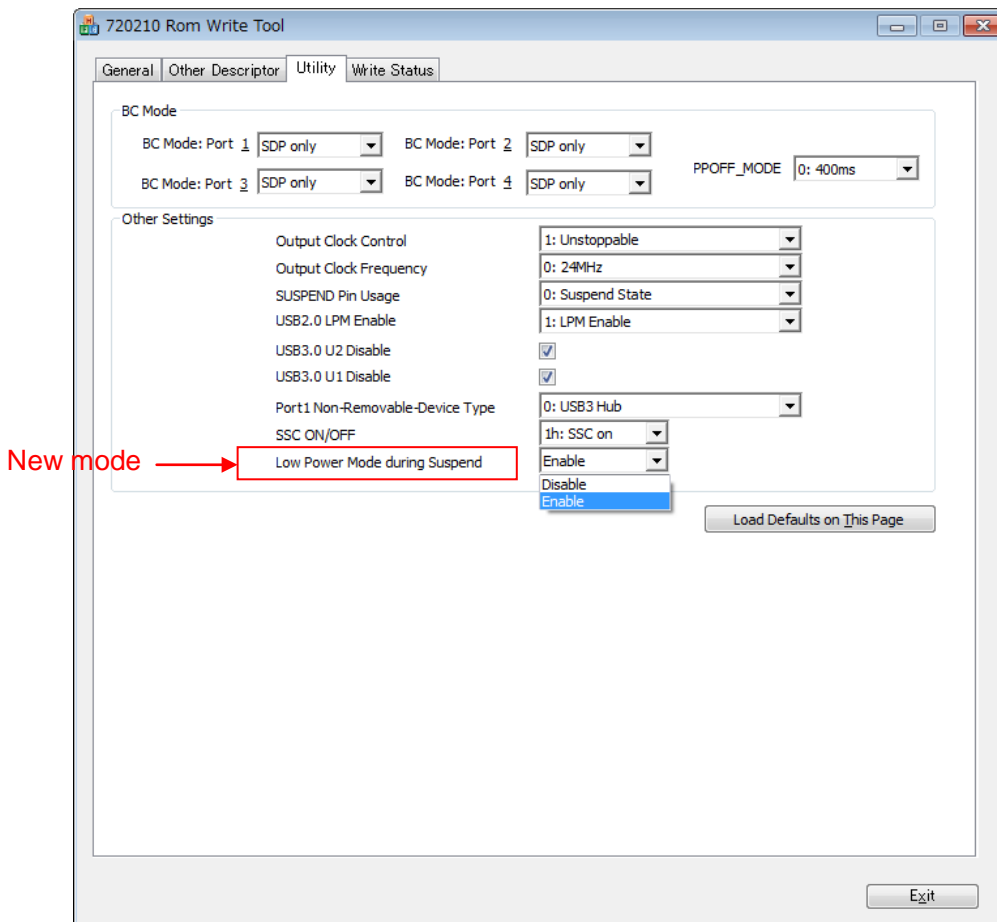 720210 Rom Write Tool
General Other Descriptor Utility Write Status
BC Mode
BC Mode: Port 1 SDP only BC Mode: Port 2 SDP only
PPOFF_MODE 0: 400ms
BC Mode: Port 3 SDP only BC Mode: Port 4 SDP only
Other Settings
Output Clock Control 1: Unstoppable
Output Clock Frequency 0: 24MHz
SUSPEND Pin Usage 0: Suspend State
USB2.0 LPM Enable 1: LPM Enable
USB3.0 U2 Disable
USB3.0 U1 Disable
Port1 Non-Removable-Device Type 0: USB3 Hub
SSC ON/OFF 1h: SSC on
New mode Low Power Mode during Suspend Enable
Disable
Enable
Load Defaults on This Page
Exit